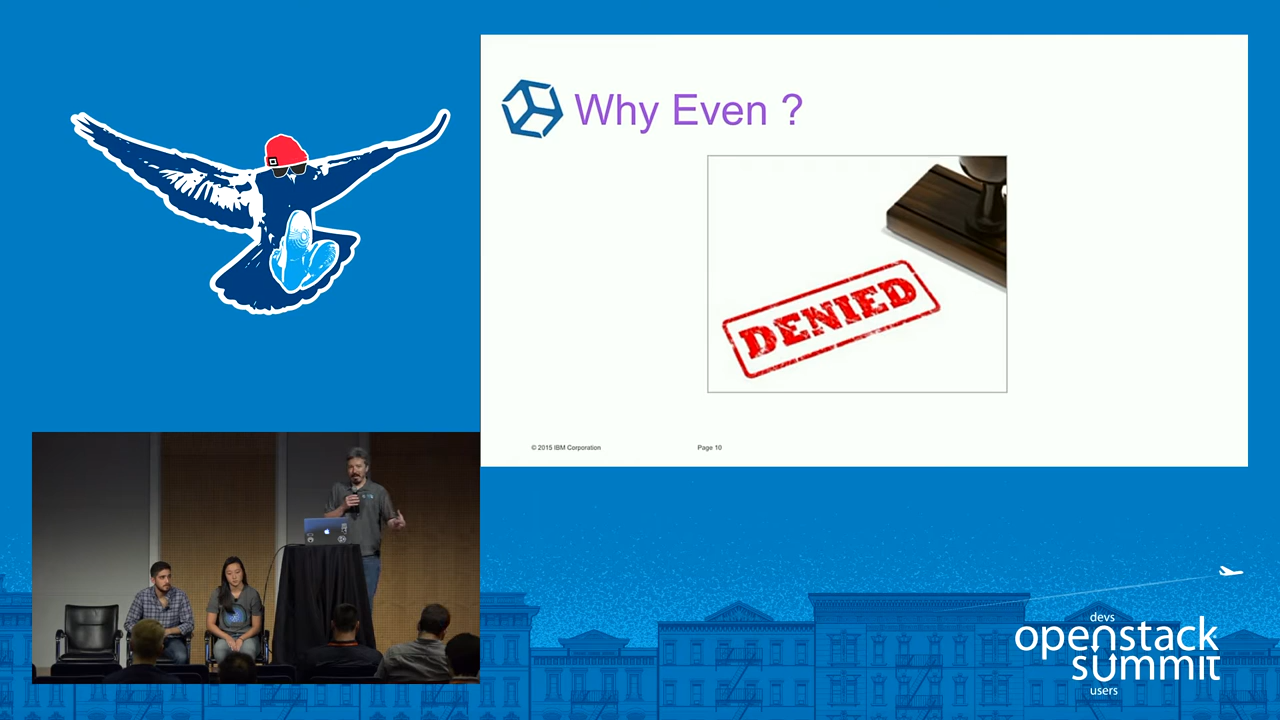 Why Even ?
DENIED
© 2015 IBM Corporation
Page 10
devs
openstack
summit
users